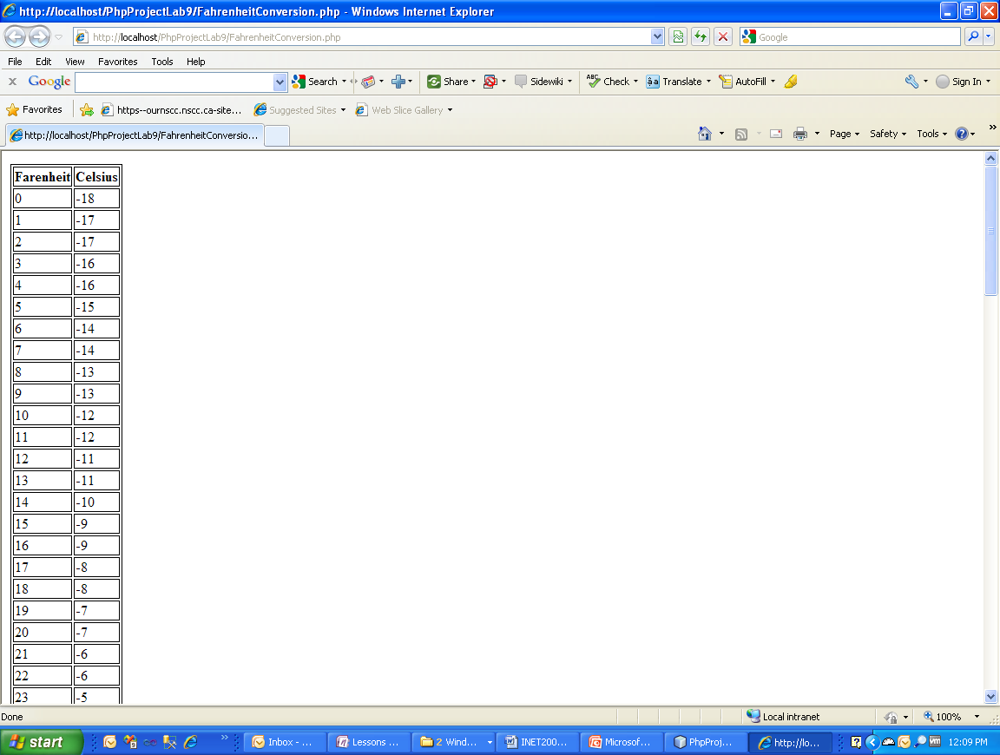 http://localhost/PhpProjectLab9/FahrenheitConversion.php - Windows Internet Explorer
http://localhost/PhpProjectLab9/FahrenheitConversion.php Google
File Edit View Favorites Tools Help
x Google Search Share Sidewiki ABC Check Translate AutoFill Sign In
Favorites https--ournscc.nscc.ca-site... Suggested Sites Web Slice Gallery
http://localhost/PhpProjectLab9/FahrenheitConversio... Page Safety Tools
Farenheit Celsius
0 -18
1 -17
2 -17
3 -16
4 -16
5 -15
6 -14
7 -14
8 -13
9 -13
10 -12
11 -12
12 -11
13 -11
14 -10
15 -9
16 -9
17 -8
18 -8
19 -7
20 -7
21 -6
22 -6
23 -5
Done Local intranet 100%
start Inbox - ... Lessons ... 2 Wind... INET200... Microsof... PhpProj... http://lo... 12:09 PM